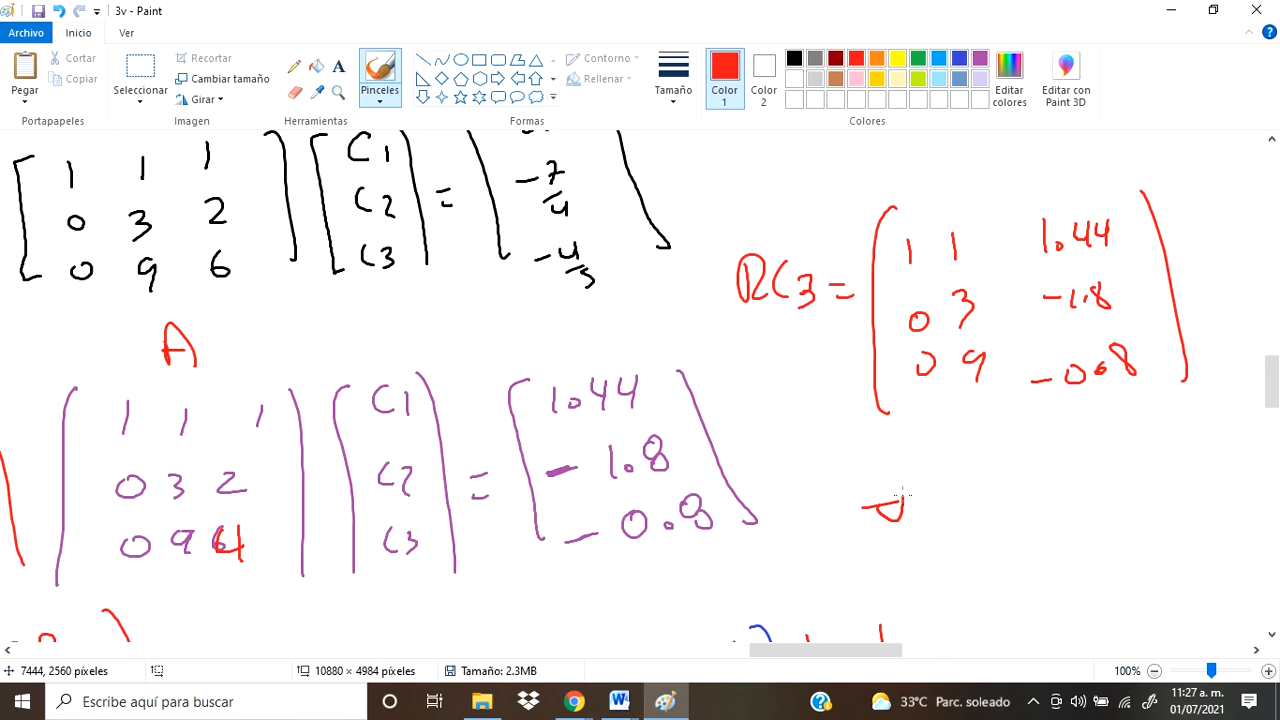 3v - Paint
Archivo Inicio Ver
Pegar
Cortar
Copiar
Portapapeles
Seleccionar
Recortar
Cambiar tamaño
Girar
Imagen
A
Herramientas
Pinceles
Contorno
Rellenar
Formas
Tamaño
Color 1
Color 2
Editar colores
Editar con Paint 3D
Colores
1 1 1 C1
0 3 2 C2 = -7/4
0 9 6 C3
RC3 =
1 1 1.44
0 3 -1.8
0 9 -0.8
A
1 1 1 C1 1.44
0 3 2 C2 = - 1.8
0 9 4 C3 - 0.8
7444, 2560 píxeles
10880 × 4984 píxeles
Tamaño: 2.3MB
100%
Escribe aquí para buscar
33°C Parc. soleado
11:27 a. m.
01/07/2021